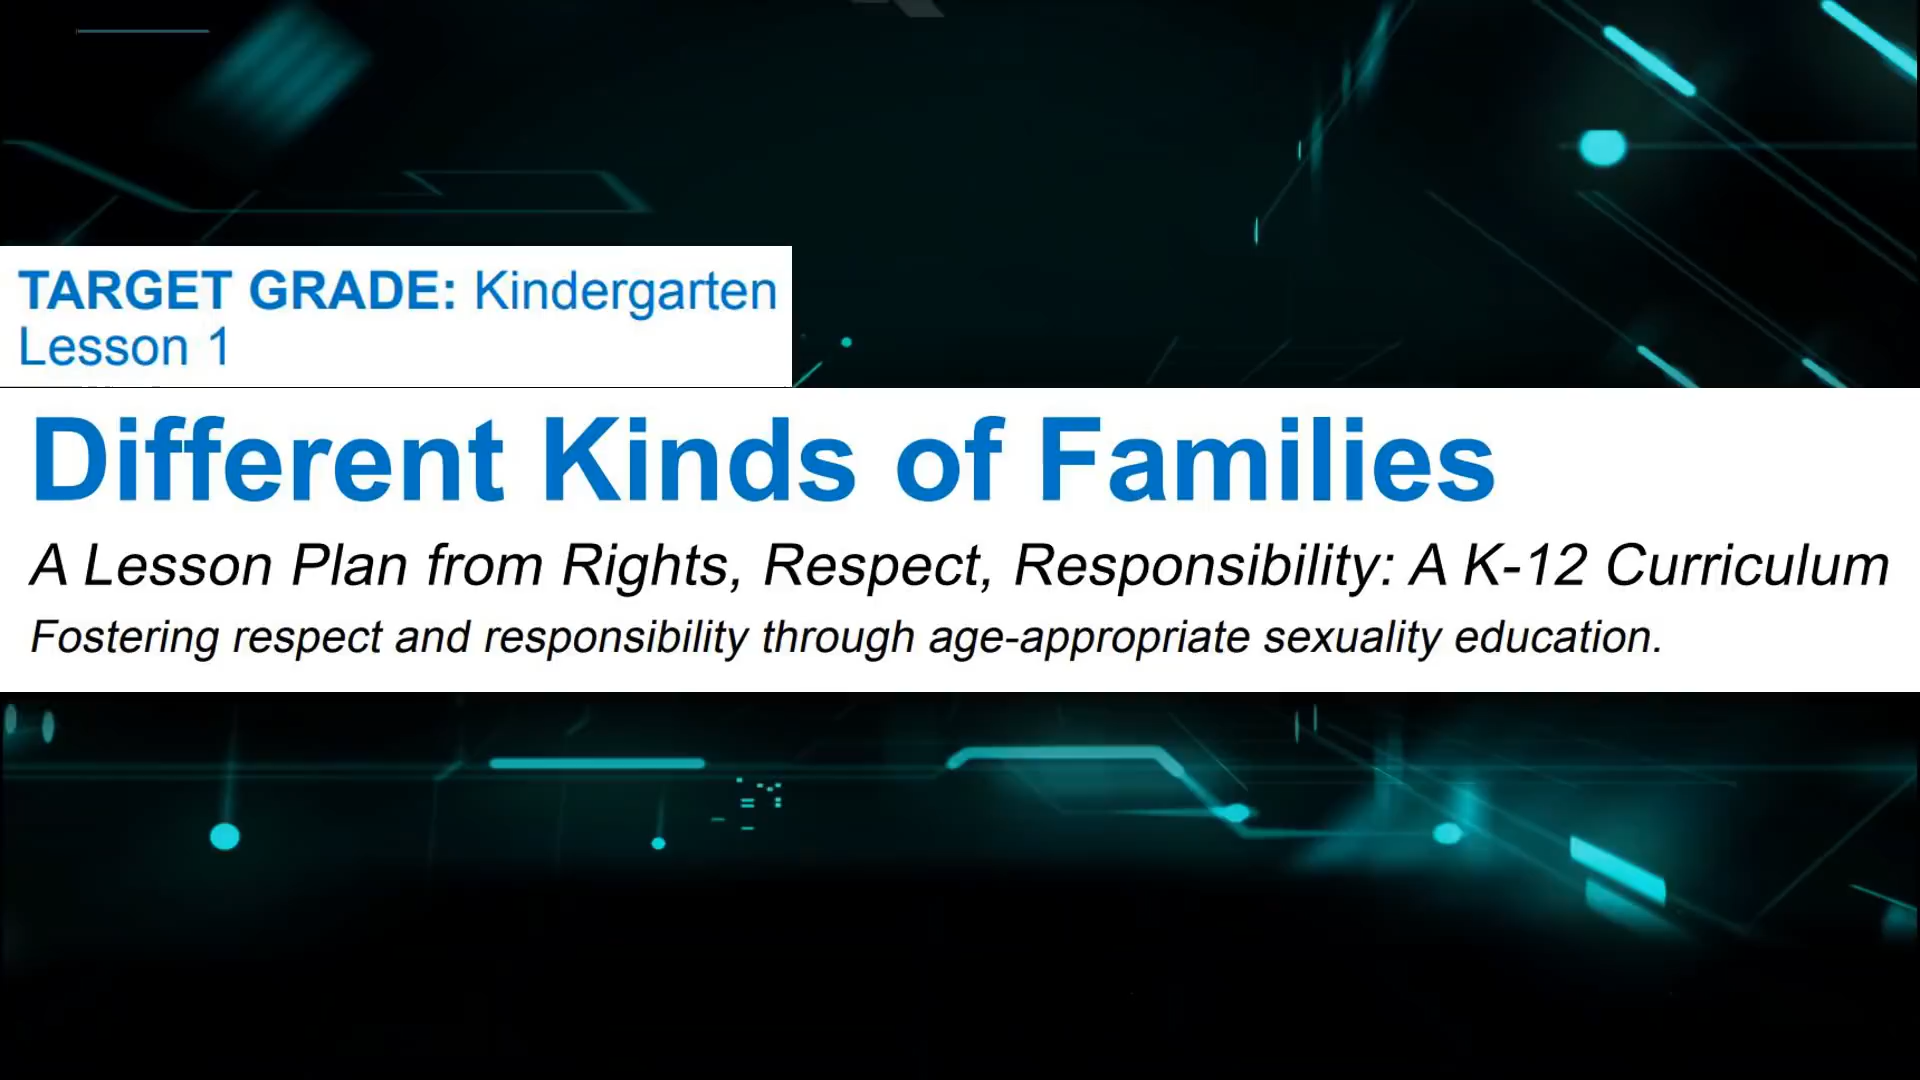 TARGET GRADE: Kindergarten
Lesson 1
Different Kinds of Families
A Lesson Plan from Rights, Respect, Responsibility: A K-12 Curriculum
Fostering respect and responsibility through age-appropriate sexuality education.